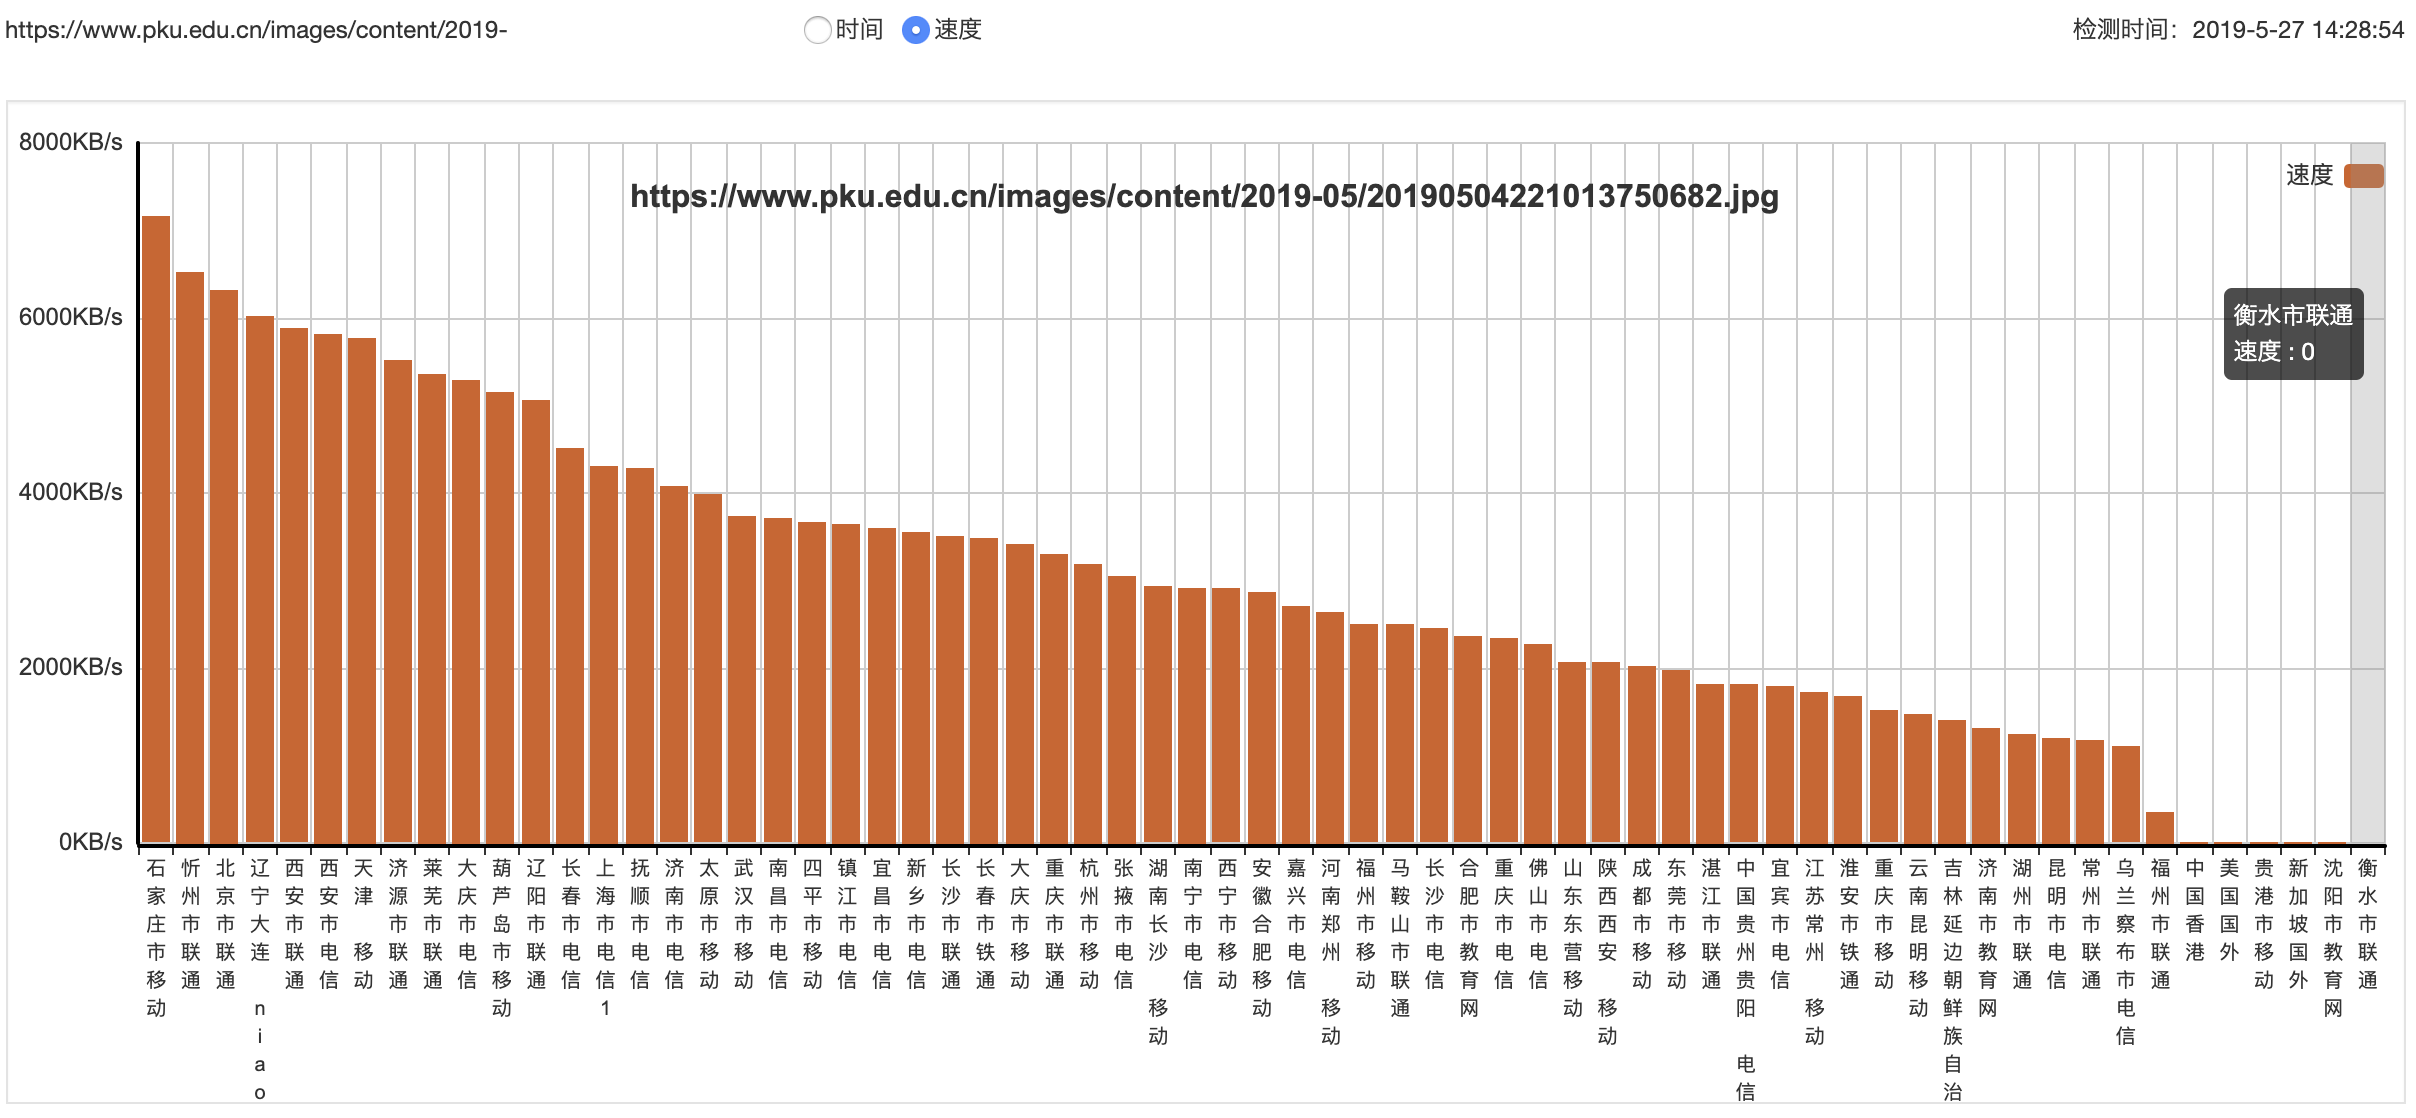 https://www.pku.edu.cn/images/content/2019-
时间
速度
检测时间：2019-5-27 14:28:54
8000KB/s
速度
https://www.pku.edu.cn/images/content/2019-05/20190504221013750682.jpg
6000KB/s
衡水市联通
速度 : 0
4000KB/s
2000KB/s
0KB/s
石家庄市移动
忻州市联通
北京市联通
辽宁大连 niao
西安市联通
西安市电信
天津 移动
济源市联通
莱芜市联通
大庆市电信
葫芦岛市移动
辽阳市联通
长春市电信
上海市电信1
抚顺市电信
济南市电信
太原市移动
武汉市移动
南昌市电信
四平市移动
镇江市电信
宜昌市电信
新乡市电信
长沙市联通
长春市铁通
大庆市移动
重庆市联通
杭州市移动
张掖市电信
湖南长沙 移动
南宁市电信
西宁市移动
安徽合肥移动
嘉兴市电信
河南郑州 移动
福州市移动
马鞍山市联通
长沙市电信
合肥市教育网
重庆市电信
佛山市电信
山东东营移动
陕西西安 移动
成都市移动
东莞市移动
湛江市联通
中国贵州贵阳 电信
宜宾市电信
江苏常州 移动
淮安市铁通
重庆市移动
云南昆明移动
吉林延边朝鲜族自治
济南市教育网
湖州市联通
昆明市电信
常州市联通
乌兰察布市电信
福州市联通
中国香港
美国国外
贵港市移动
新加坡国外
沈阳市教育网
衡水市联通